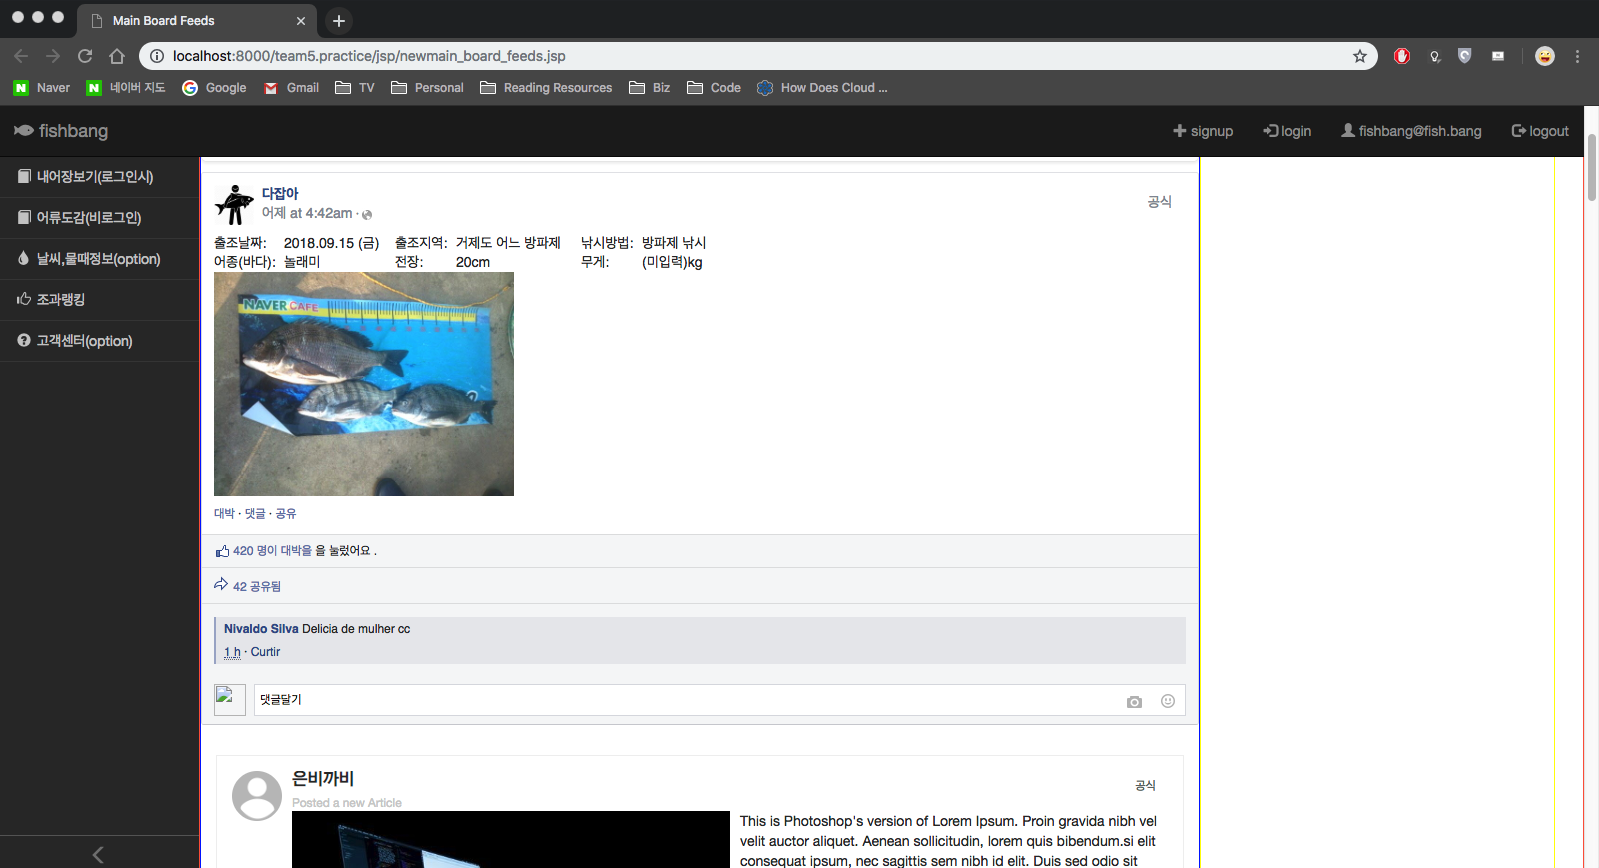 Main Board Feeds
localhost:8000/team5.practice/jsp/newmain_board_feeds.jsp
Naver 네이버 지도 Google Gmail TV Personal Reading Resources Biz Code How Does Cloud ...
fishbang signup login fishbang@fish.bang logout
내어장보기(로그인시)
어류도감(비로그인)
날씨,물때정보(option)
조과랭킹
고객센터(option)
다잡아
어제 at 4:42am ·
공식
출조날짜: 2018.09.15 (금) 출조지역: 거제도 어느 방파제 낚시방법: 방파제 낚시
어종(바다): 놀래미 전장: 20cm 무게: (미입력)kg
NAVER CAFE
대박 · 댓글 · 공유
420 명이 대박을 을 눌렀어요 .
42 공유됨
Nivaldo Silva Delicia de mulher cc
1 h · Curtir
댓글달기
은비까비
공식
Posted a new Article
This is Photoshop's version of Lorem Ipsum. Proin gravida nibh vel
velit auctor aliquet. Aenean sollicitudin, lorem quis bibendum.si elit
consequat ipsum, nec sagittis sem nibh id elit. Duis sed odio sit